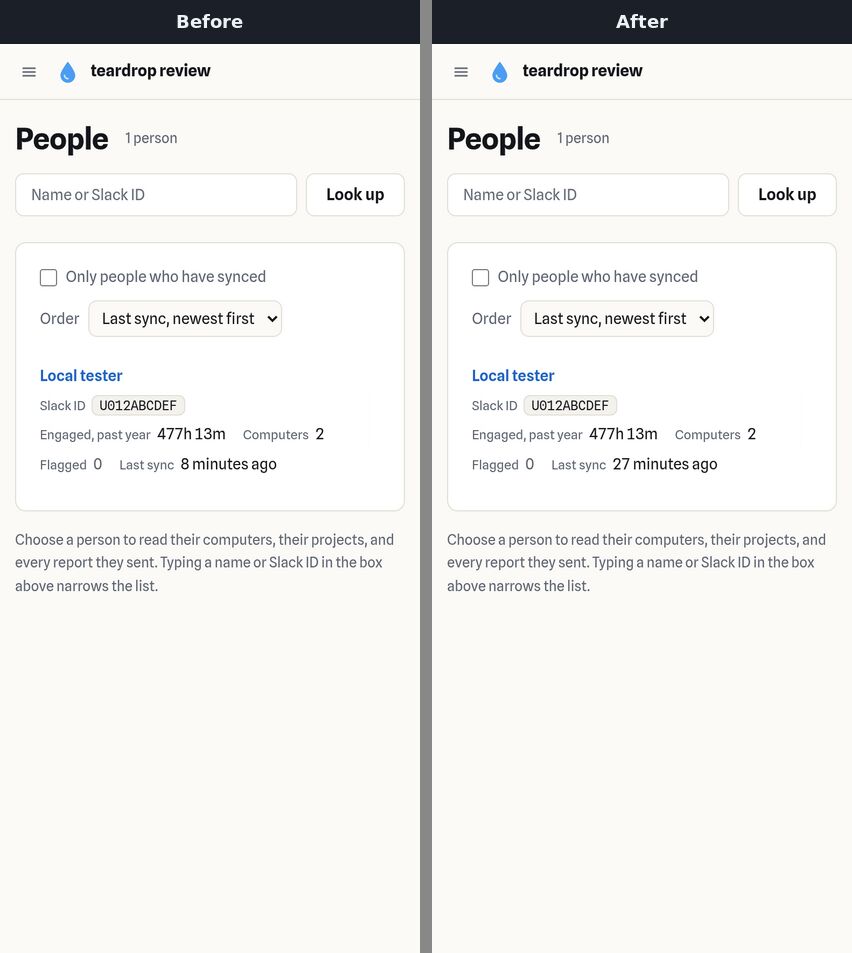 Before
teardrop review
People 1 person
Name or Slack ID Look up
Only people who have synced
Order Last sync, newest first
Local tester
Slack ID U012ABCDEF
Engaged, past year 477h 13m Computers 2
Flagged 0 Last sync 8 minutes ago
Choose a person to read their computers, their projects, and
every report they sent. Typing a name or Slack ID in the box
above narrows the list.
After
teardrop review
People 1 person
Name or Slack ID Look up
Only people who have synced
Order Last sync, newest first
Local tester
Slack ID U012ABCDEF
Engaged, past year 477h 13m Computers 2
Flagged 0 Last sync 27 minutes ago
Choose a person to read their computers, their projects, and
every report they sent. Typing a name or Slack ID in the box
above narrows the list.